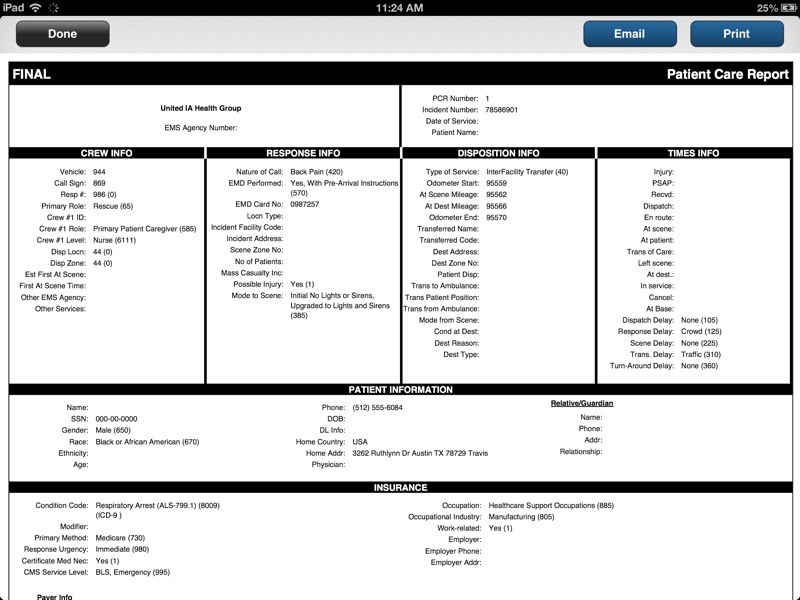 iPad 11:24 AM 25%
Done Email Print
FINAL Patient Care Report
United IA Health Group
EMS Agency Number:
PCR Number: 1
Incident Number: 78586901
Date of Service:
Patient Name:
CREW INFO
Vehicle: 944
Call Sign: 869
Resp #: 986 (0)
Primary Role: Rescue (65)
Crew #1 ID:
Crew #1 Role: Primary Patient Caregiver (585)
Crew #1 Level: Nurse (6111)
Disp Locn: 44 (0)
Disp Zone: 44 (0)
Est First At Scene:
First At Scene Time:
Other EMS Agency:
Other Services:
RESPONSE INFO
Nature of Call: Back Pain (420)
EMD Performed: Yes, With Pre-Arrival Instructions
(570)
EMD Card No: 0987257
Locn Type:
Incident Facility Code:
Incident Address:
Scene Zone No:
No of Patients:
Mass Casualty Inc:
Possible Injury: Yes (1)
Mode to Scene: Initial No Lights or Sirens,
Upgraded to Lights and Sirens
(385)
DISPOSITION INFO
Type of Service: InterFacility Transfer (40)
Odometer Start: 95559
At Scene Mileage: 95562
At Dest Mileage: 95566
Odometer End: 95570
Transferred Name:
Transferred Code:
Dest Address:
Dest Zone No:
Patient Disp:
Trans to Ambulance:
Trans Patient Position:
Trans from Ambulance:
Mode from Scene:
Cond at Dest:
Dest Reason:
Dest Type:
TIMES INFO
Injury:
PSAP:
Recvd:
Dispatch:
En route:
At scene:
At patient:
Trans of Care:
Left scene:
At dest.:
In service:
Cancel:
At Base:
Dispatch Delay: None (105)
Response Delay: Crowd (125)
Scene Delay: None (225)
Trans. Delay: Traffic (310)
Turn-Around Delay: None (360)
PATIENT INFORMATION
Name:
SSN: 000-00-0000
Gender: Male (650)
Race: Black or African American (670)
Ethnicity:
Age:
Phone: (512) 555-6084
DOB:
DL Info:
Home Country: USA
Home Addr: 3262 Ruthlynn Dr Austin TX 78729 Travis
Physician:
Relative/Guardian
Name:
Phone:
Addr:
Relationship:
INSURANCE
Condition Code: Respiratory Arrest (ALS-799.1) (8009)
(ICD-9 )
Modifier:
Primary Method: Medicare (730)
Response Urgency: Immediate (980)
Certificate Med Nec: Yes (1)
CMS Service Level: BLS, Emergency (995)
Occupation: Healthcare Support Occupations (885)
Occupational Industry: Manufacturing (805)
Work-related: Yes (1)
Employer:
Employer Phone:
Employer Addr:
Payer Info